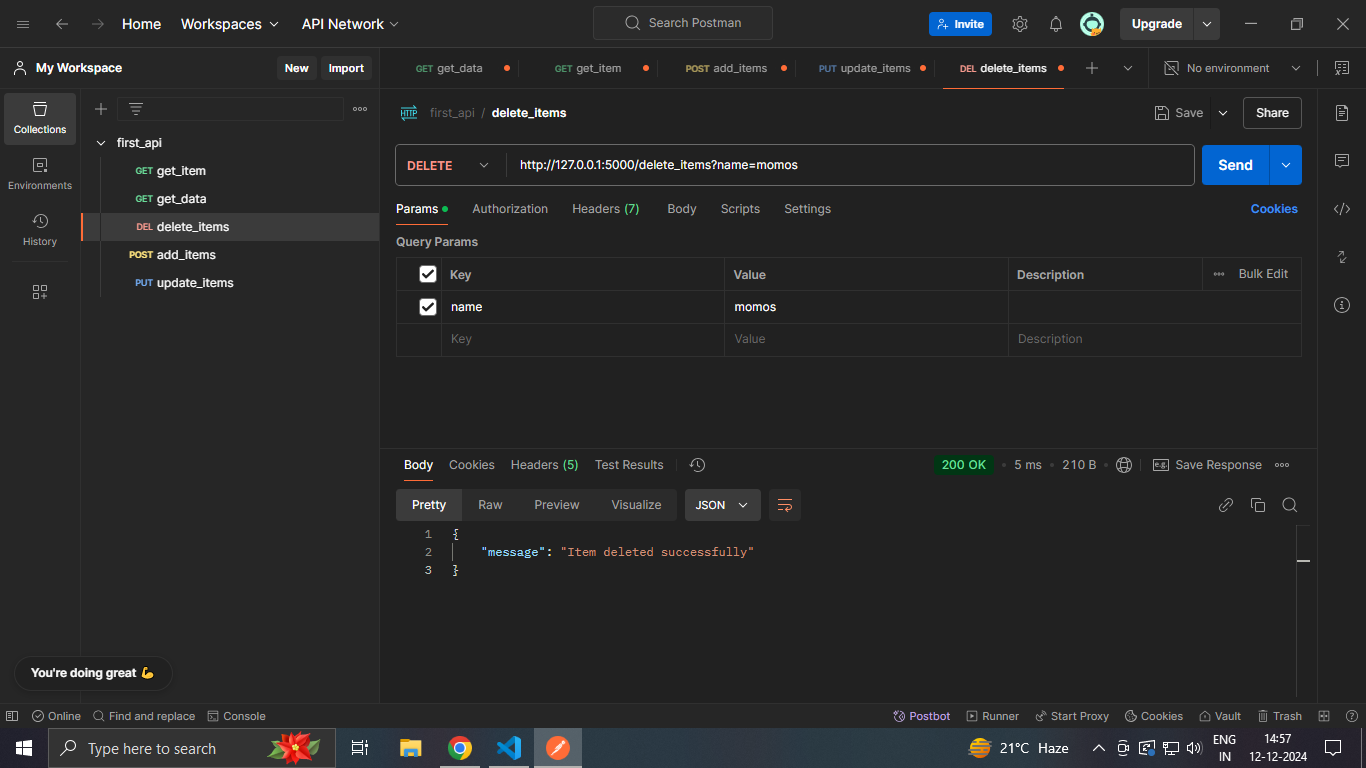 Home Workspaces API Network Search Postman Invite Upgrade
My Workspace New Import GET get_data GET get_item POST add_items PUT update_items DEL delete_items No environment
Collections
Environments
History
first_api
GET get_item
GET get_data
DEL delete_items
POST add_items
PUT update_items
HTTP first_api / delete_items Save Share
DELETE http://127.0.0.1:5000/delete_items?name=momos Send
Params Authorization Headers (7) Body Scripts Settings Cookies
Query Params
Key Value Description Bulk Edit
name momos
Key Value Description
Body Cookies Headers (5) Test Results 200 OK 5 ms 210 B e.g. Save Response
Pretty Raw Preview Visualize JSON
1 {
2 "message": "Item deleted successfully"
3 }
You're doing great 💪
Online Find and replace Console Postbot Runner Start Proxy Cookies Vault Trash
Type here to search 21°C Haze ENG IN 14:57 12-12-2024